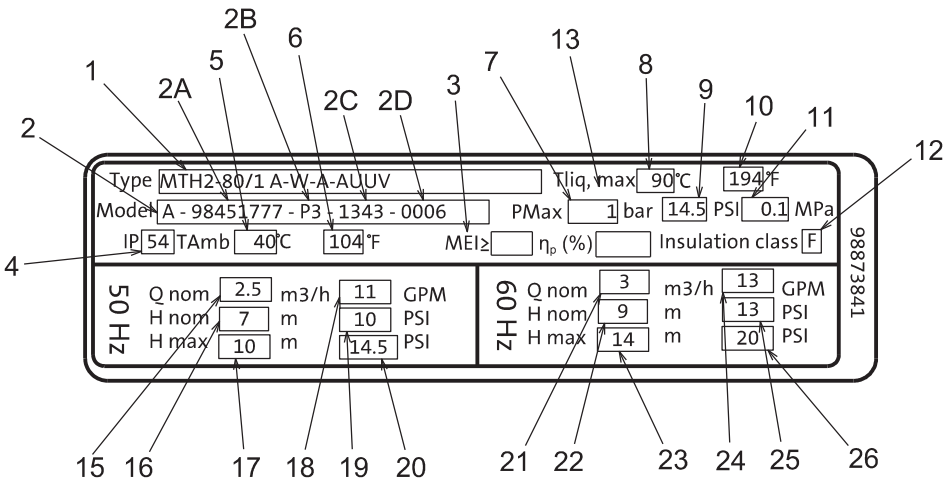 2B
13
5
6
7
8
1
2A
2C 2D
3
9
10
11
2
12
Type MTH2-80/1 A-W-A-AUUV Tliq, max 90°C 194°F
Model A - 98451777 - P3 - 1343 - 0006 PMax 1 bar 14.5 PSI 0.1 MPa
IP 54 TAmb 40°C 104°F MEI≥ ηp (%) Insulation class F
4
98873841
50 Hz
Q nom 2.5 m3/h 11 GPM
H nom 7 m 10 PSI
H max 10 m 14.5 PSI
60 Hz
Q nom 3 m3/h 13 GPM
H nom 9 m 13 PSI
H max 14 m 20 PSI
15 16 17 18 19 20 21 22 23 24 25 26